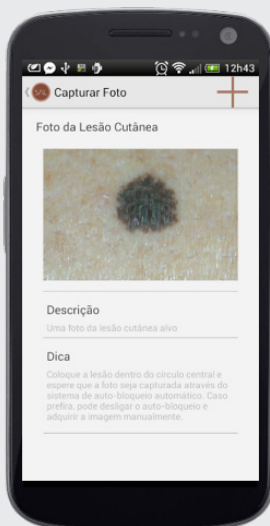 12h43
Capturar Foto
Foto da Lesão Cutânea
Descrição
Uma foto da lesão cutânea alvo
Dica
Coloque a lesão dentro do círculo central e
espere que a foto seja capturada através do
sistema de auto-bloqueio automático. Caso
prefira, pode desligar o auto-bloqueio e
adquirir a imagem manualmente.